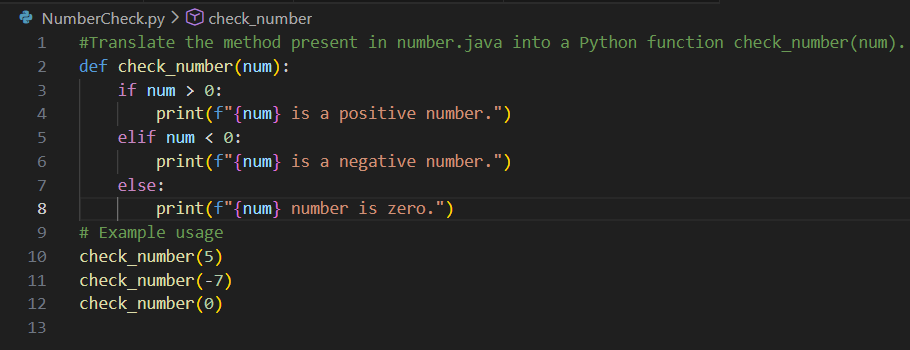 NumberCheck.py > check_number
1 #Translate the method present in number.java into a Python function check_number(num).
2 def check_number(num):
3     if num > 0:
4         print(f"{num} is a positive number.")
5     elif num < 0:
6         print(f"{num} is a negative number.")
7     else:
8         print(f"{num} number is zero.")
9 # Example usage
10 check_number(5)
11 check_number(-7)
12 check_number(0)
13